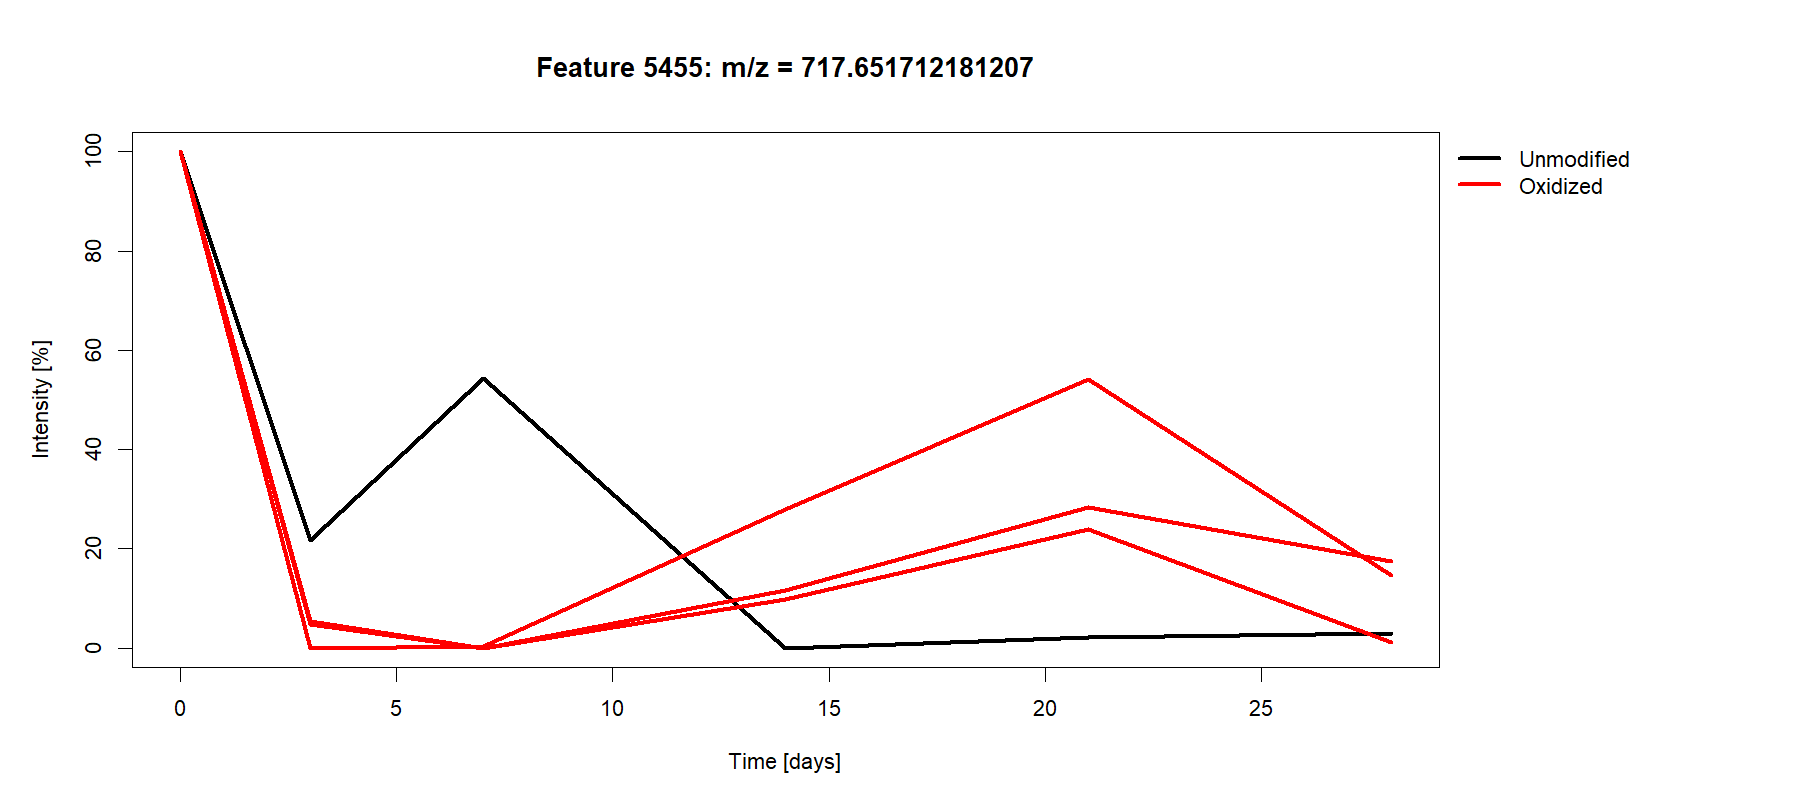 Feature 5455: m/z = 717.651712181207
Unmodified
Oxidized
Intensity [%]
100
80
60
40
20
0
0 5 10 15 20 25
Time [days]